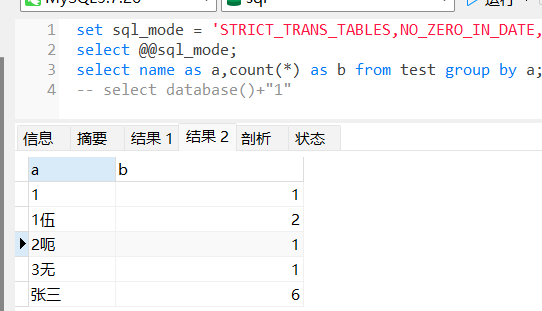 MySQL5.7.26
sql
运行
1 set sql_mode = 'STRICT_TRANS_TABLES,NO_ZERO_IN_DATE,
2 select @@sql_mode;
3 select name as a,count(*) as b from test group by a;
4 -- select database()+"1"
信息 摘要 结果 1 结果 2 剖析 状态
a b
1 1
1伍 2
2呃 1
3无 1
张三 6